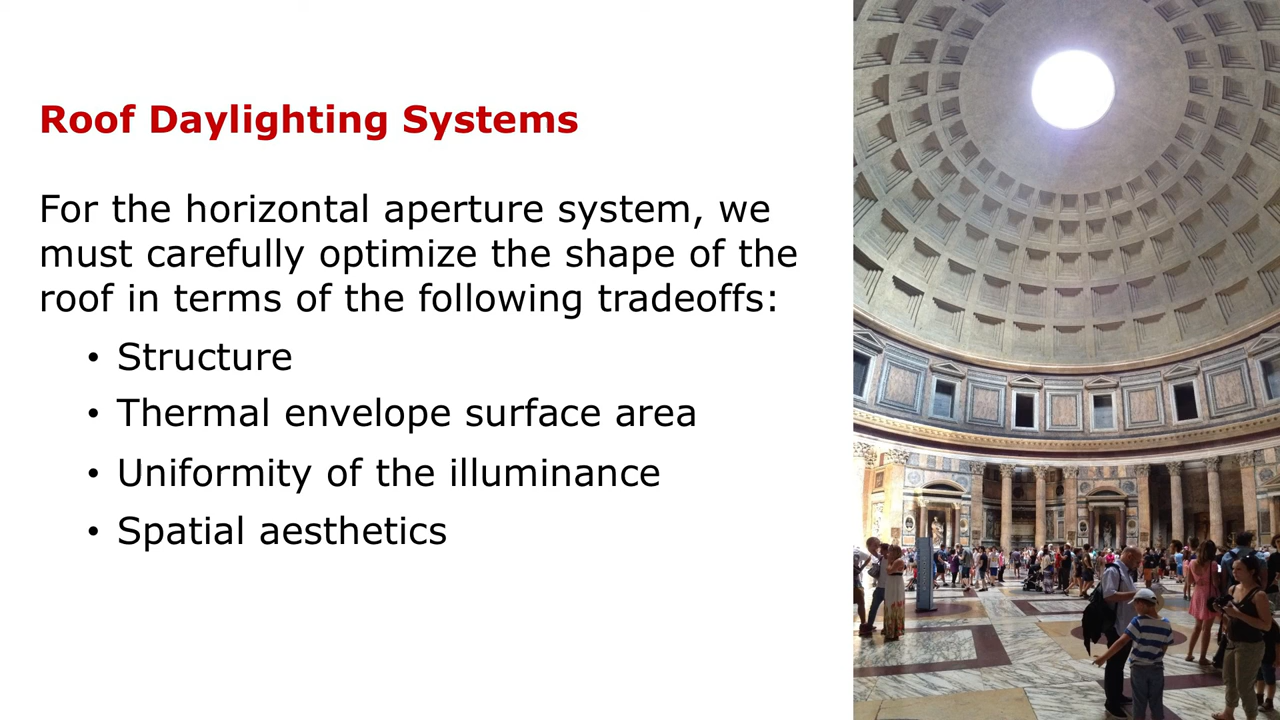 Roof Daylighting Systems
For the horizontal aperture system, we
must carefully optimize the shape of the
roof in terms of the following tradeoffs:
• Structure
• Thermal envelope surface area
• Uniformity of the illuminance
• Spatial aesthetics